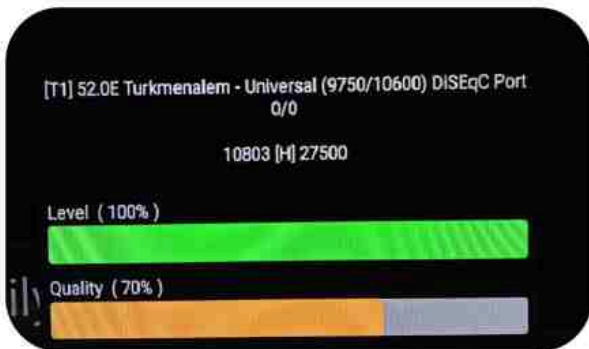 [T1] 52.0E Turkmenalem - Universal (9750/10600) DiSEqC Port
0/0
10803 [H] 27500
Level ( 100% )
Quality ( 70% )